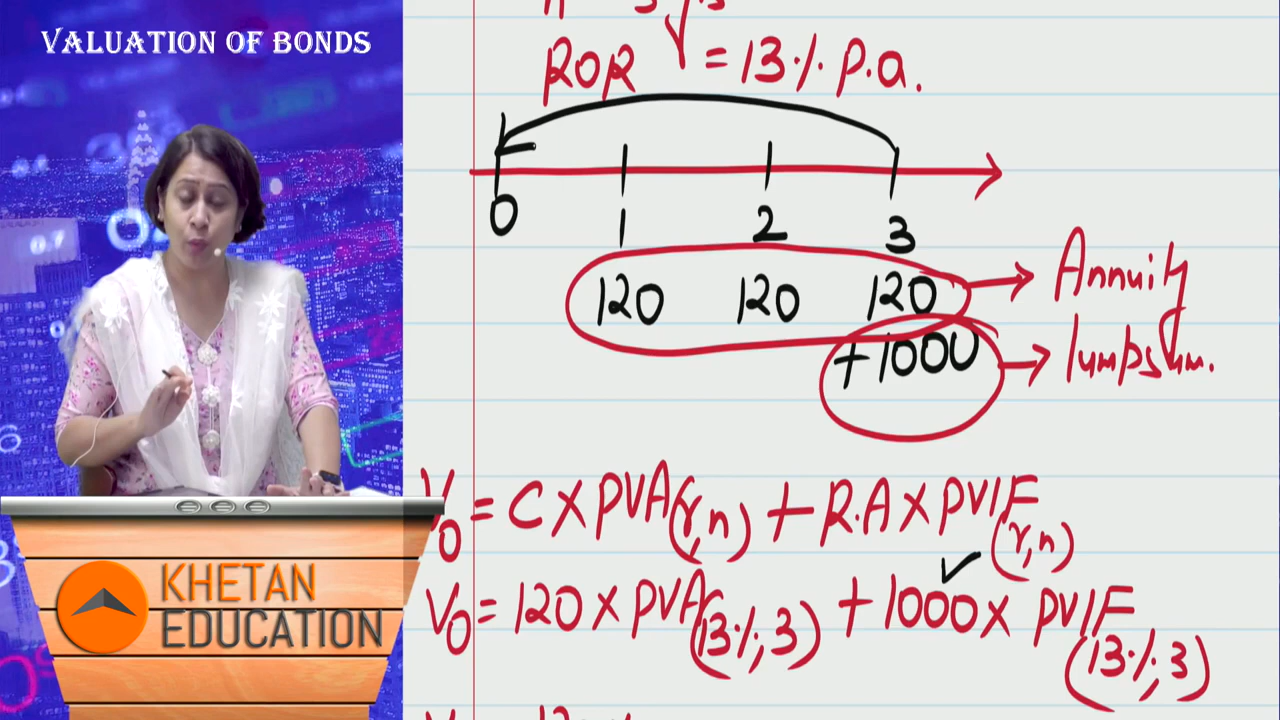 VALUATION OF BONDS
ROR r = 13% p.a.
0 1 2 3
120 120 120 → Annuity
+1000 → lumpsum.
V0 = C × PVA(r,n) + R.A × PVIF(r,n)
V0 = 120 × PVA(13%,3) + 1000 × PVIF(13%,3)
KHETAN
EDUCATION